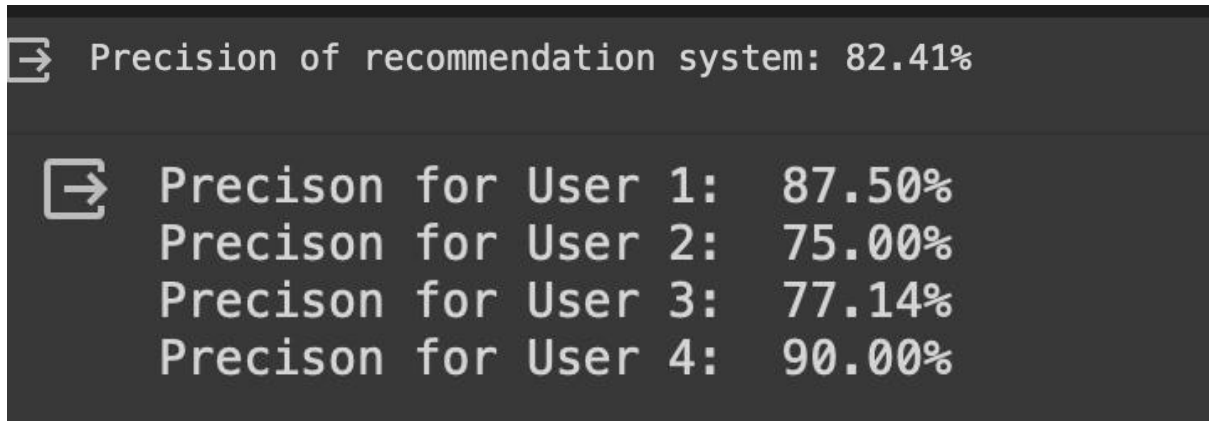 Precision of recommendation system: 82.41%
Precison for User 1: 87.50%
Precison for User 2: 75.00%
Precison for User 3: 77.14%
Precison for User 4: 90.00%